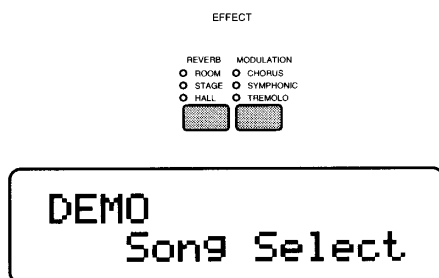 EFFECT
REVERB MODULATION
ROOM CHORUS
STAGE SYMPHONIC
HALL TREMOLO
DEMO
Song Select